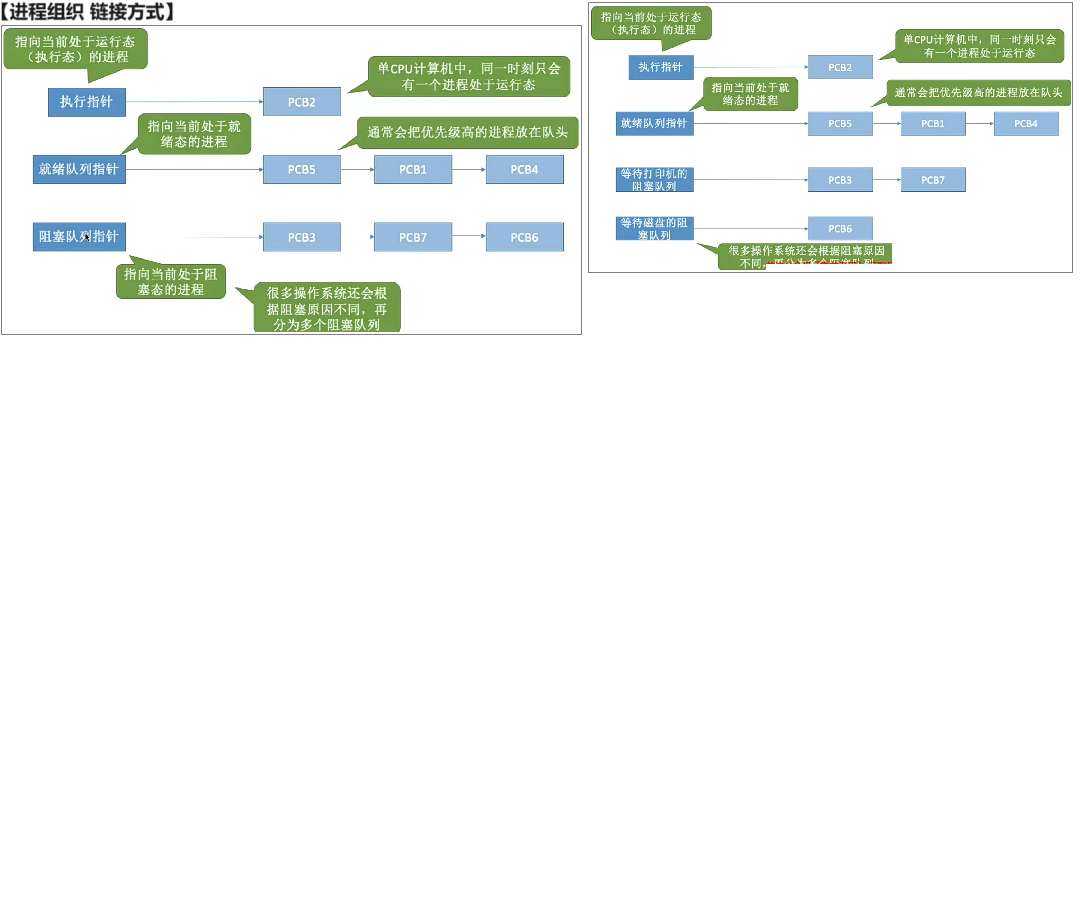 【进程组织 链接方式】
指向当前处于运行态
（执行态）的进程
单CPU计算机中，同一时刻只会
有一个进程处于运行态
执行指针
PCB2
指向当前处于就
绪态的进程
通常会把优先级高的进程放在队头
就绪队列指针
PCB5
PCB1
PCB4
阻塞队列指针
PCB3
PCB7
PCB6
指向当前处于阻
塞态的进程
很多操作系统还会根
据阻塞原因不同，再
分为多个阻塞队列
指向当前处于运行态
（执行态）的进程
单CPU计算机中，同一时刻只会
有一个进程处于运行态
执行指针
PCB2
指向当前处于就
绪态的进程
通常会把优先级高的进程放在队头
就绪队列指针
PCB5
PCB1
PCB4
等待打印机的
阻塞队列
PCB3
PCB7
等待磁盘的阻
塞队列
PCB6
很多操作系统还会根据阻塞原因
不同，再分为多个阻塞队列